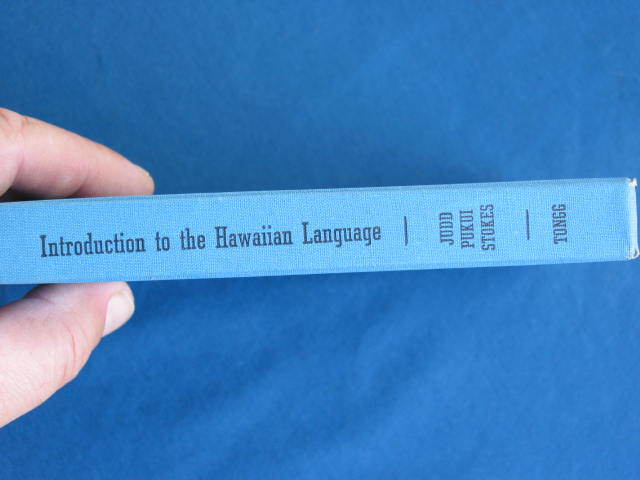 Introduction to the Hawaiian Language
JUDD
PUKUI
STOKES
TONGG